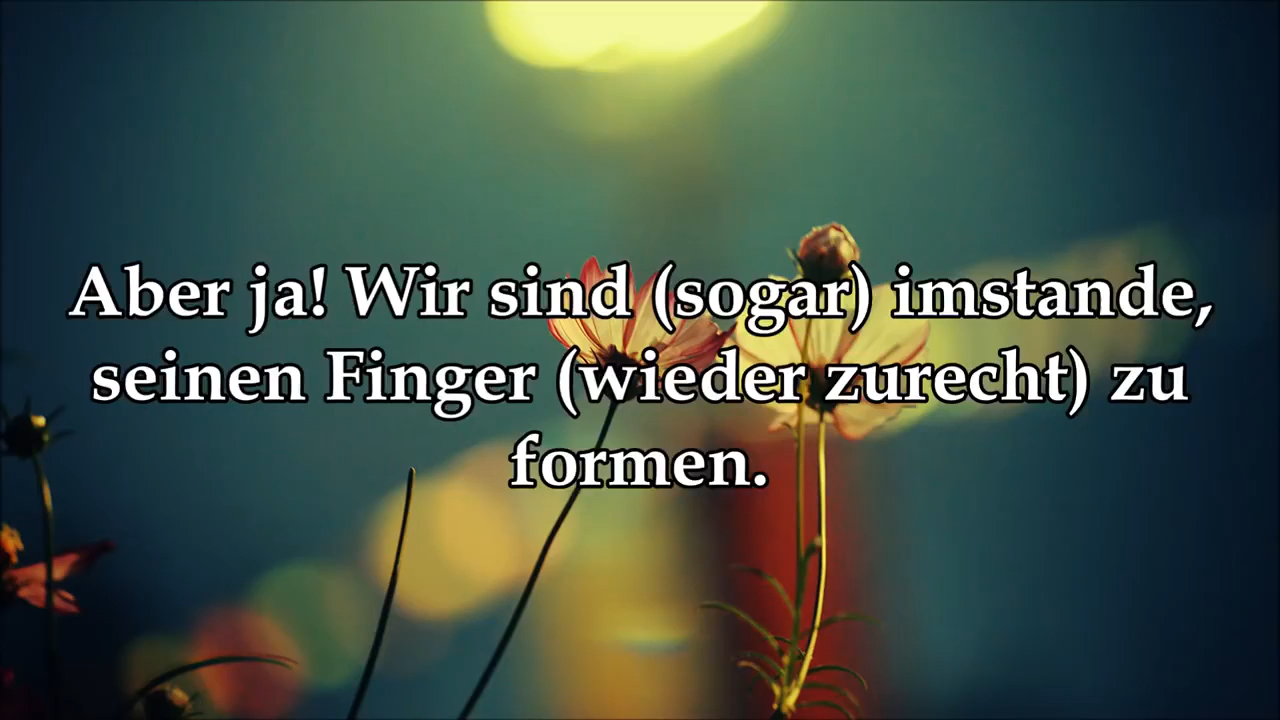 Aber ja! Wir sind (sogar) imstande,
seinen Finger (wieder zurecht) zu
formen.